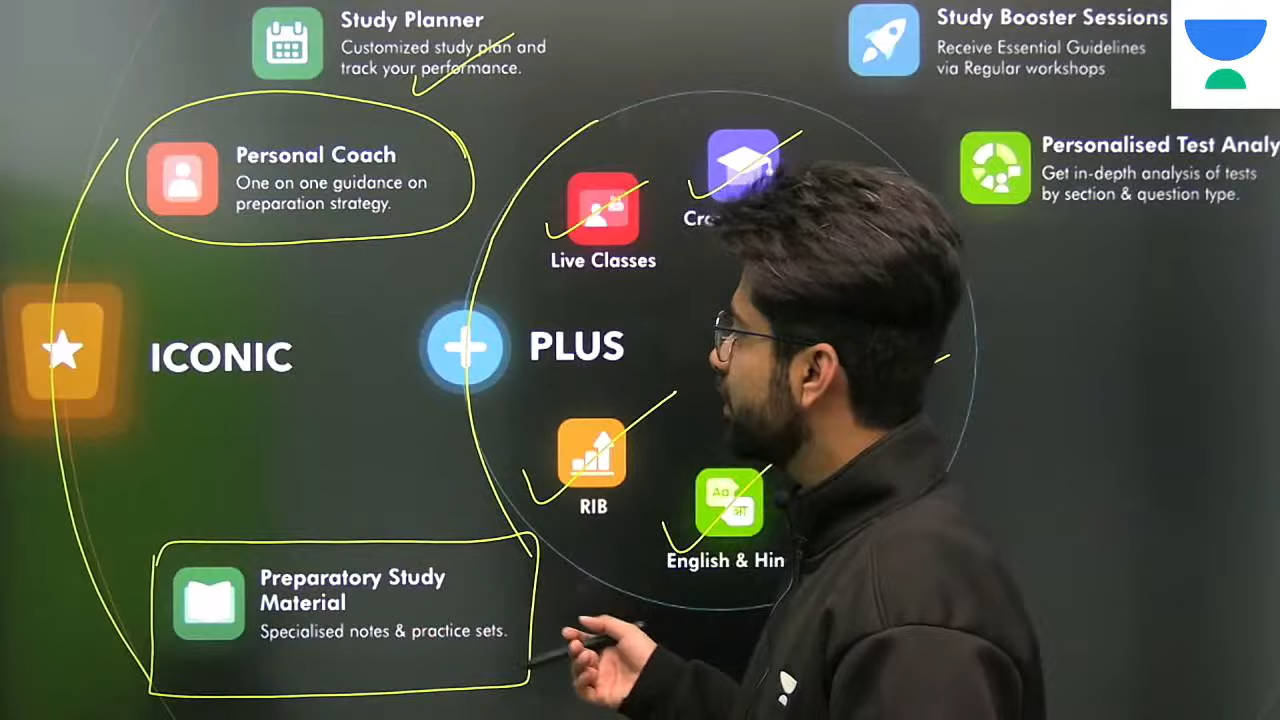 Study Planner
Customized study plan and
track your performance.
Study Booster Sessions
Receive Essential Guidelines
via Regular workshops
Personal Coach
One on one guidance on
preparation strategy.
Personalised Test Analy
Get in-depth analysis of tests
by section & question type.
Live Classes
ICONIC
PLUS
RIB
Aa
अ
English & Hin
Preparatory Study
Material
Specialised notes & practice sets.